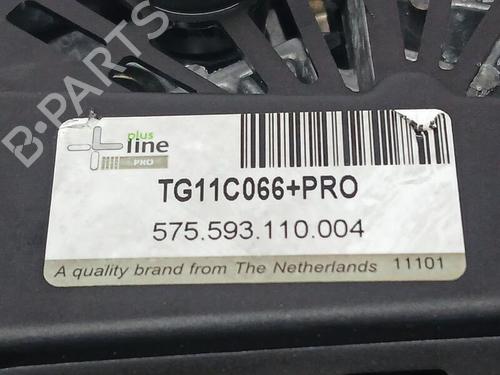 B-PARTS
plus
line
PRO
TG11C066+PRO
575.593.110.004
A quality brand from The Netherlands 11101